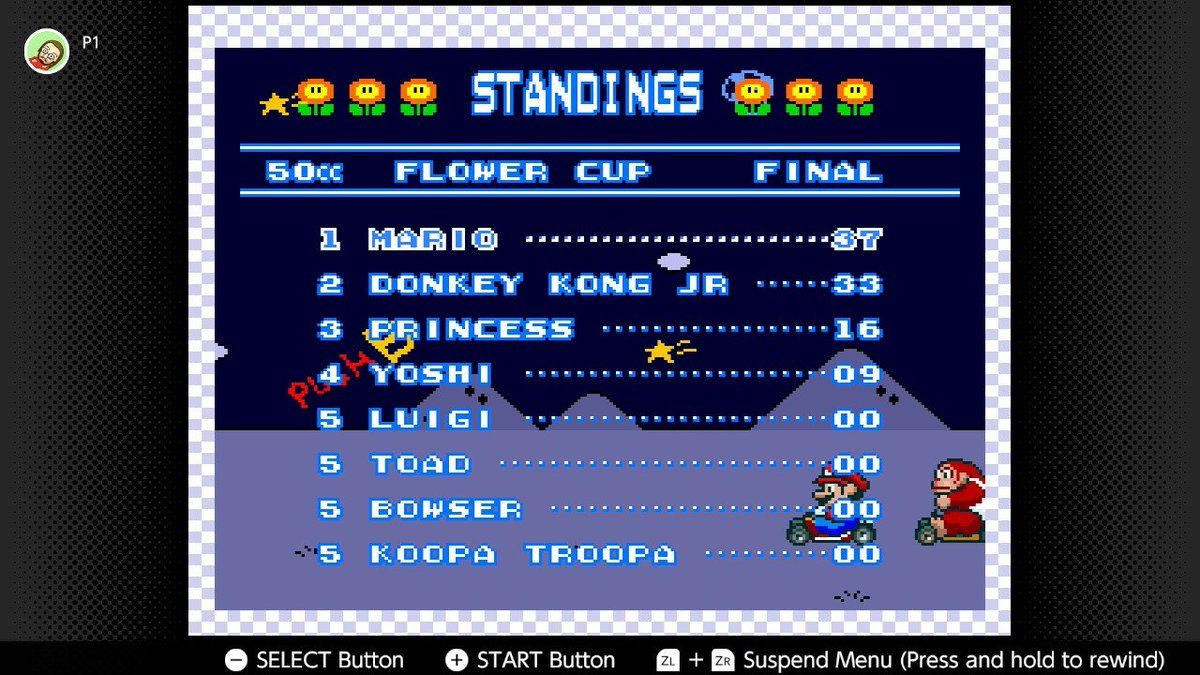 P1
STANDINGS
50cc FLOWER CUP FINAL
1 MARIO 37
2 DONKEY KONG JR 33
3 PRINCESS 16
4 YOSHI 09
5 LUIGI 00
5 TOAD 00
5 BOWSER 00
5 KOOPA TROOPA 00
− SELECT Button + START Button ZL + ZR Suspend Menu (Press and hold to rewind)